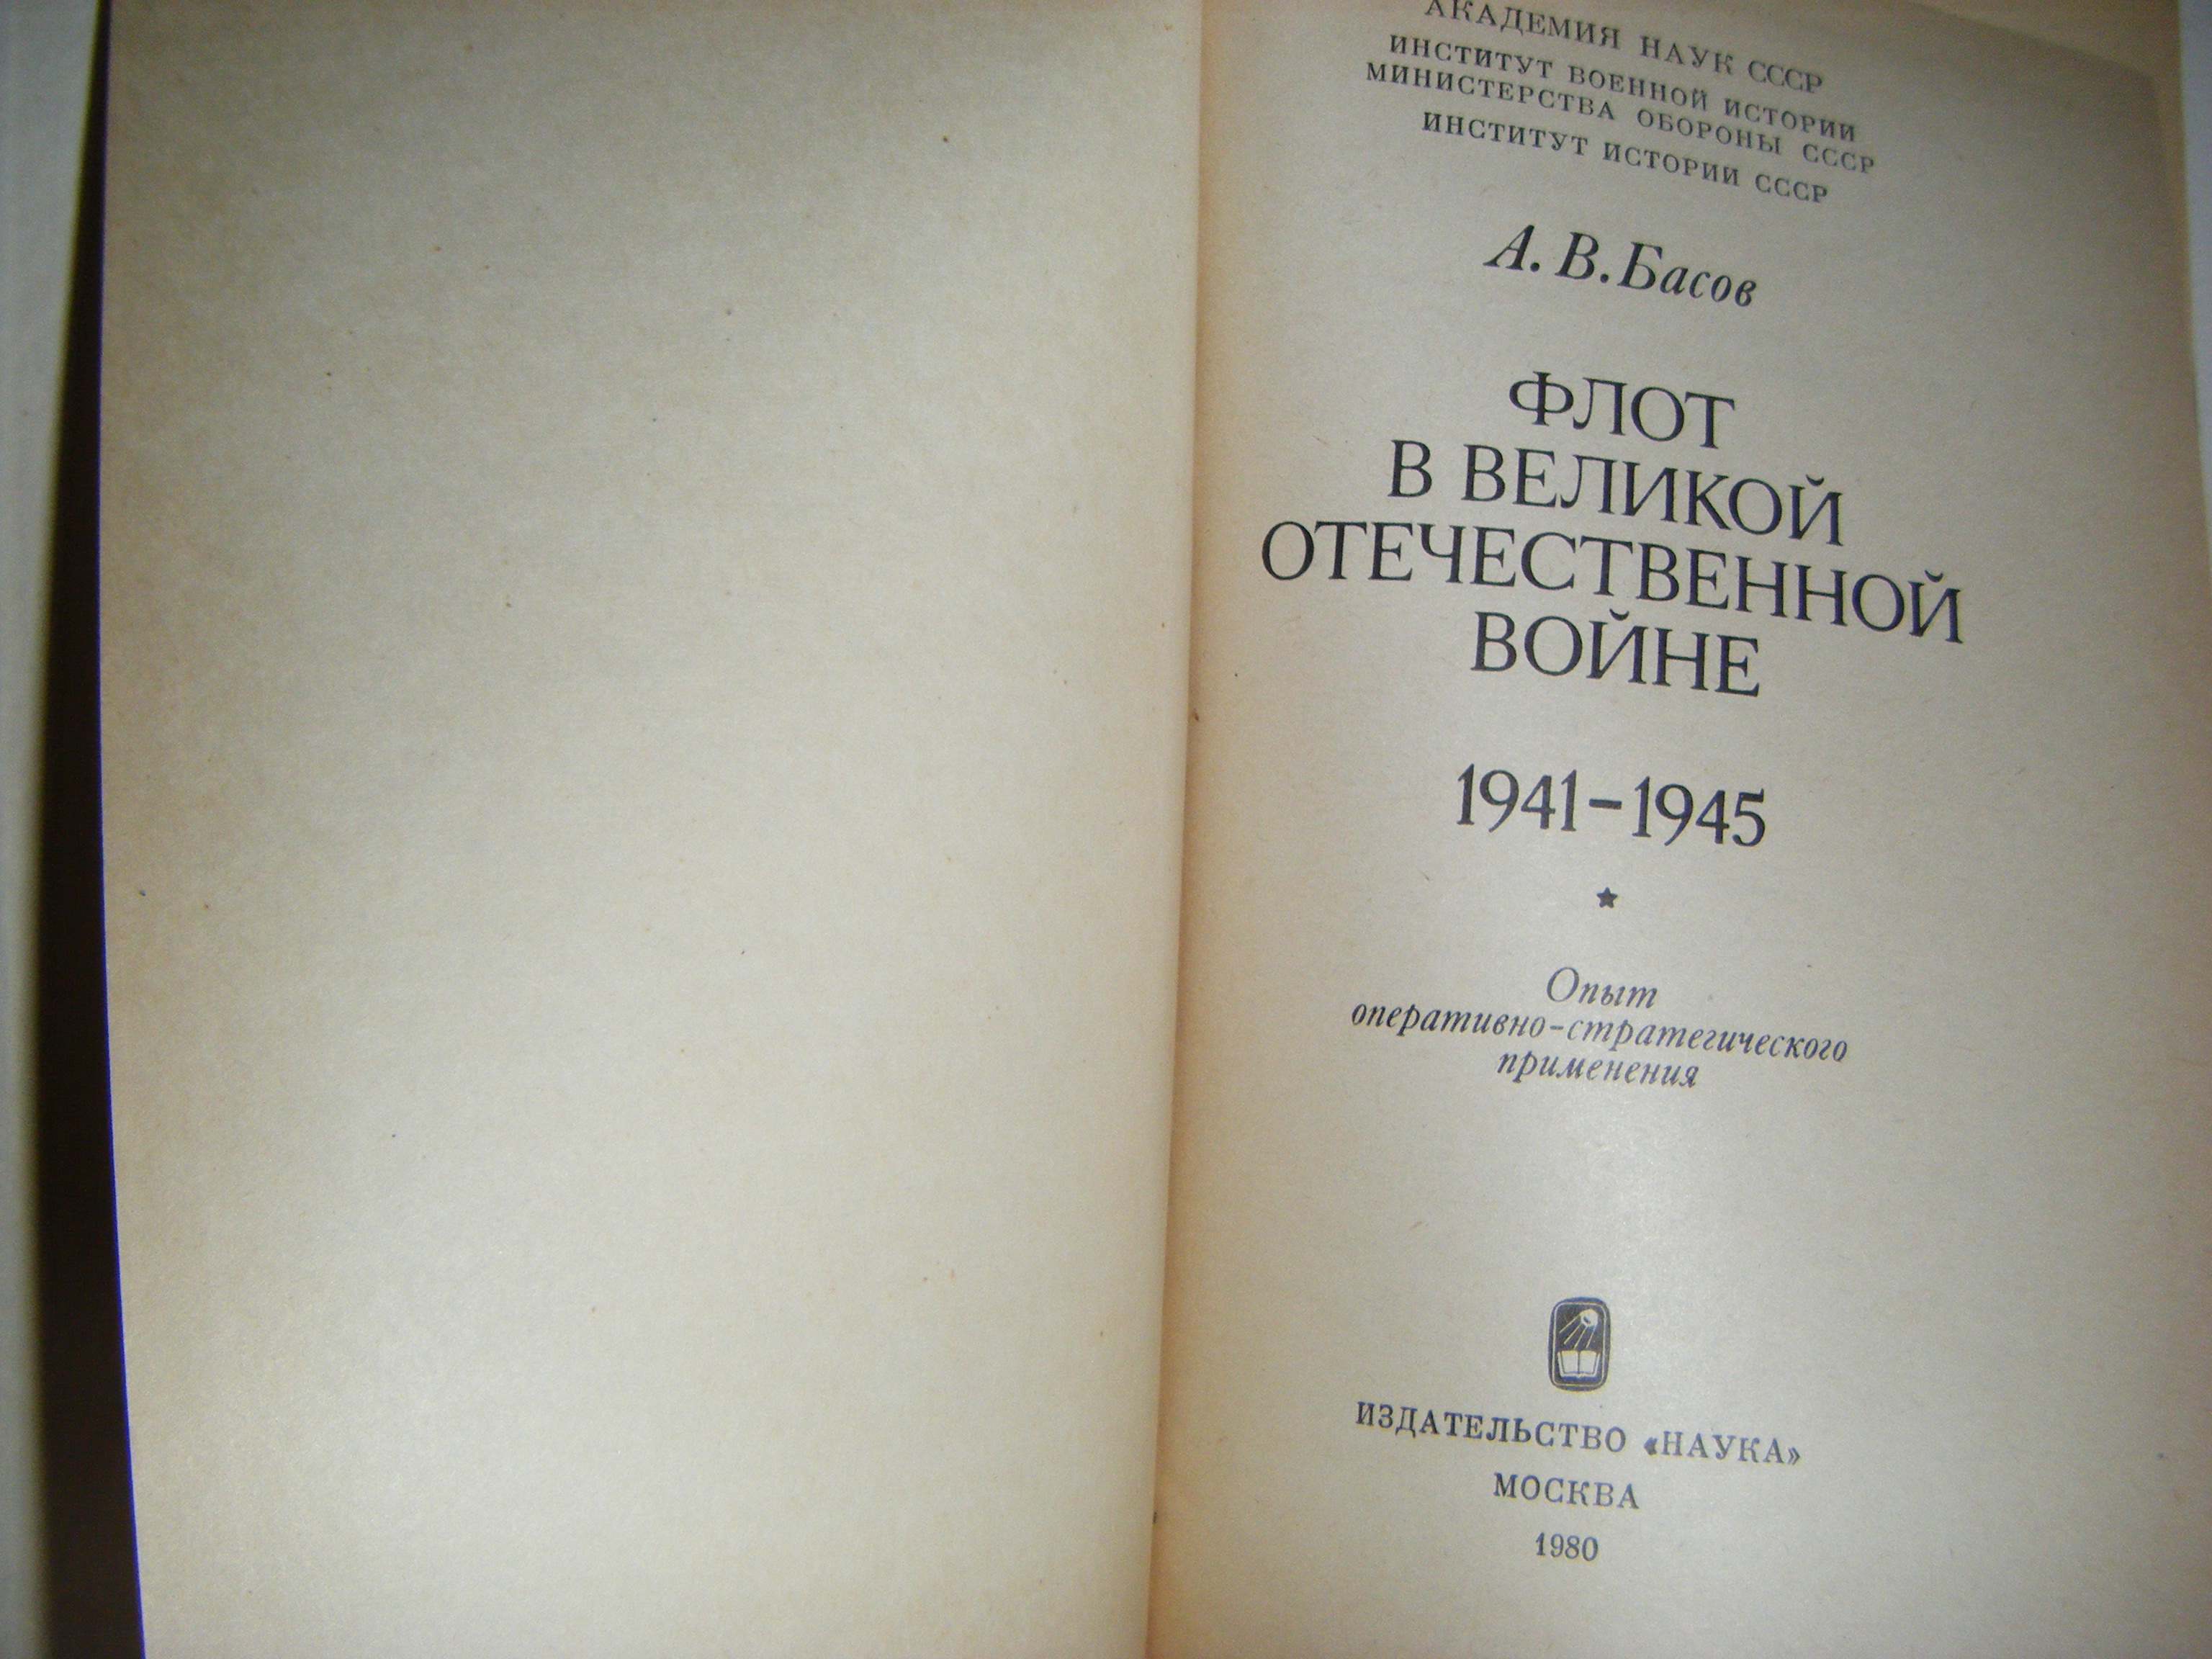 АКАДЕМИЯ НАУК СССР
ИНСТИТУТ ВОЕННОЙ ИСТОРИИ
МИНИСТЕРСТВА ОБОРОНЫ СССР
ИНСТИТУТ ИСТОРИИ СССР
А. В. Басов
ФЛОТ
В ВЕЛИКОЙ
ОТЕЧЕСТВЕННОЙ
ВОЙНЕ
1941–1945
Опыт
оперативно-стратегического
применения
ИЗДАТЕЛЬСТВО «НАУКА»
МОСКВА
1980